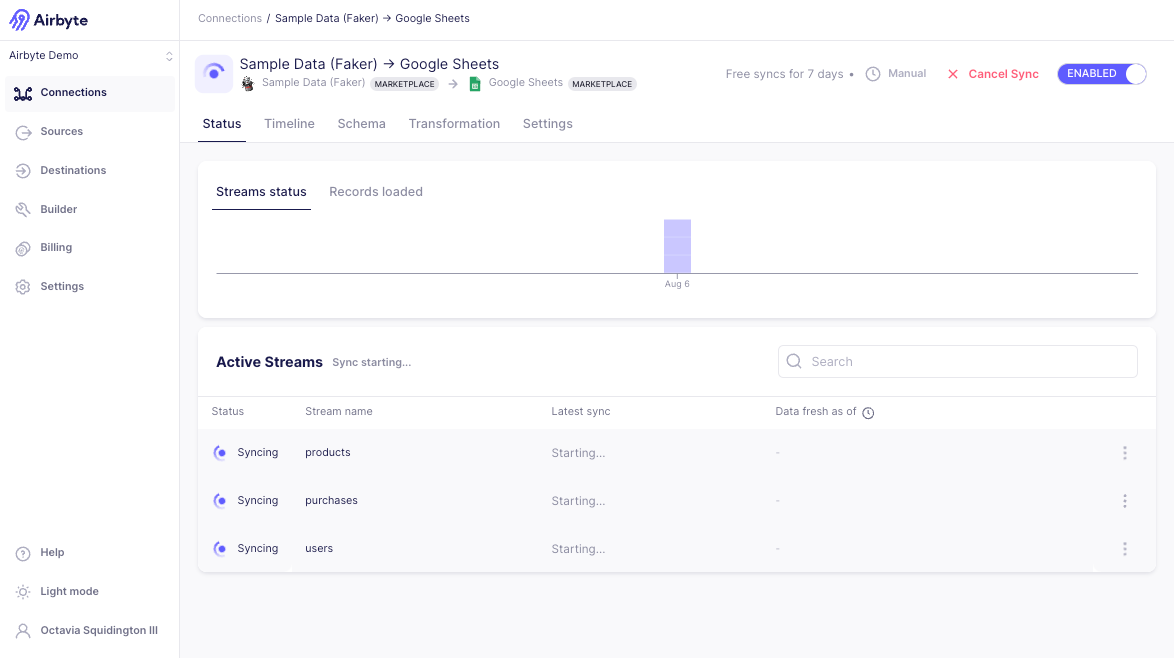 Airbyte
Connections / Sample Data (Faker) → Google Sheets
Airbyte Demo
Connections
Sources
Destinations
Builder
Billing
Settings
Help
Light mode
Octavia Squidington III
Sample Data (Faker) → Google Sheets
Sample Data (Faker) MARKETPLACE → Google Sheets MARKETPLACE
Free syncs for 7 days • Manual Cancel Sync ENABLED
Status Timeline Schema Transformation Settings
Streams status Records loaded
Aug 6
Active Streams Sync starting... Search
Status Stream name Latest sync Data fresh as of
Syncing products Starting... -
Syncing purchases Starting... -
Syncing users Starting... -